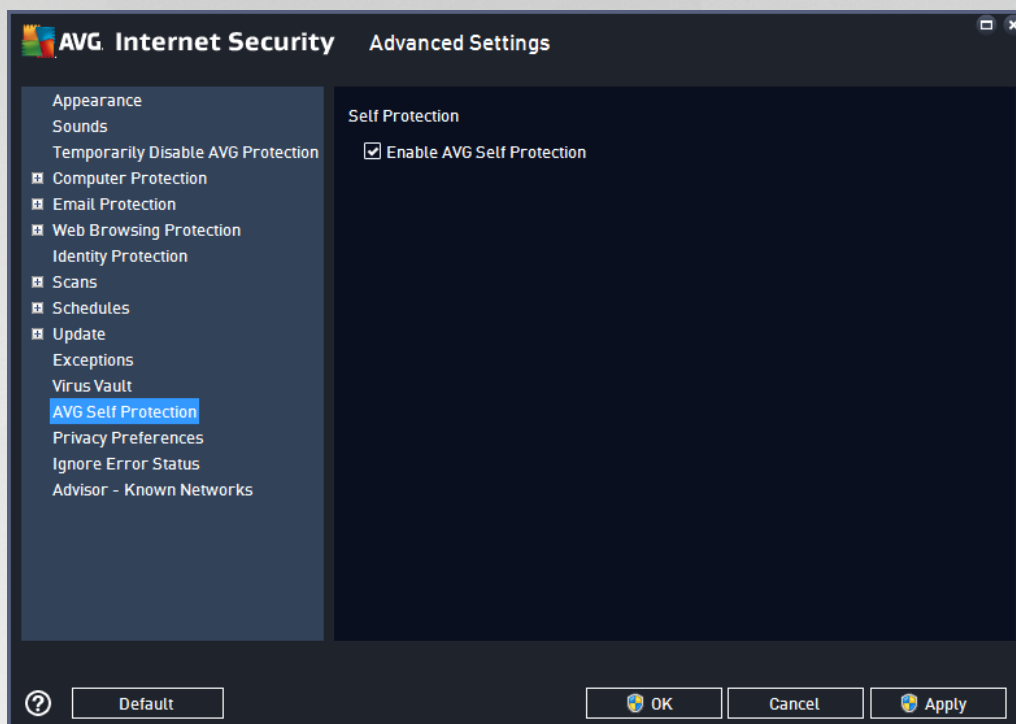 AVG. Internet Security Advanced Settings
Appearance
Sounds
Temporarily Disable AVG Protection
Computer Protection
Email Protection
Web Browsing Protection
Identity Protection
Scans
Schedules
Update
Exceptions
Virus Vault
AVG Self Protection
Privacy Preferences
Ignore Error Status
Advisor - Known Networks
Self Protection
Enable AVG Self Protection
? Default OK Cancel Apply